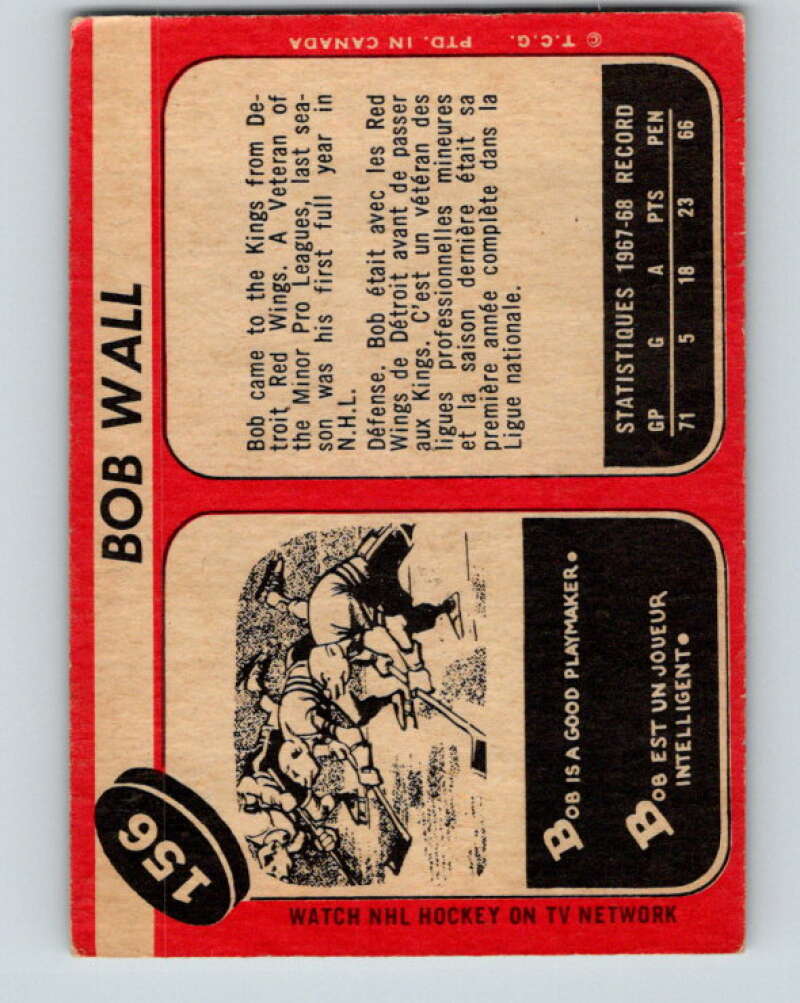 156
BOB WALL
WATCH NHL HOCKEY ON TV NETWORK
BOB IS A GOOD PLAYMAKER.
BOB EST UN JOUEUR
INTELLIGENT.
Bob came to the Kings from De-
troit Red Wings. A Veteran of
the Minor Pro Leagues, last sea-
son was his first full year in
N.H.L.
Défense. Bob était avec les Red
Wings de Détroit avant de passer
aux Kings. C'est un vétéran des
ligues professionnelles mineures
et la saison dernière était sa
première année complète dans la
Ligue nationale.
STATISTIQUES 1967-68 RECORD
GP G A PTS PEN
71 5 18 23 66
© T.C.G. PTD. IN CANADA